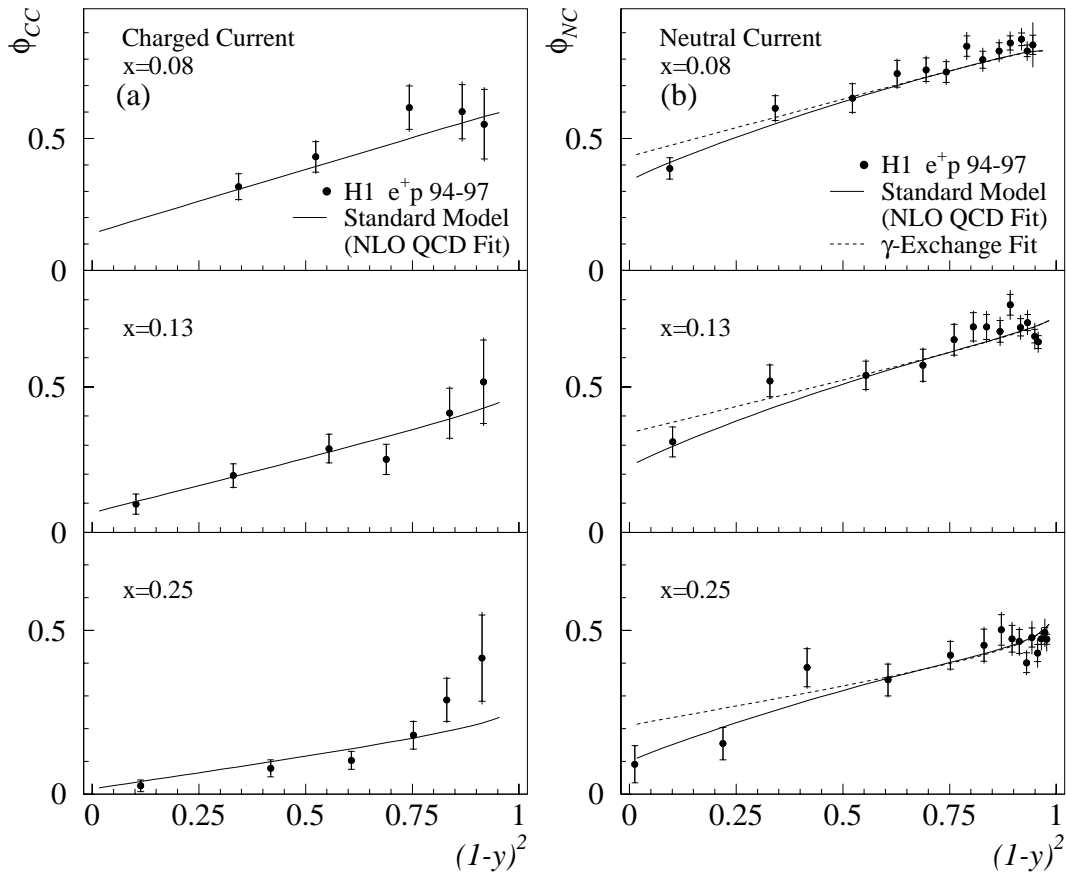 ϕCC
Charged Current
x=0.08
(a)
0.5
H1 e+p 94-97
Standard Model
(NLO QCD Fit)
0
x=0.13
0.5
0
x=0.25
0.5
0
0 0.25 0.5 0.75 1
(1-y)2
ϕNC
Neutral Current
x=0.08
(b)
0.5
H1 e+p 94-97
Standard Model
(NLO QCD Fit)
γ-Exchange Fit
0
x=0.13
0.5
0
x=0.25
0.5
0
0 0.25 0.5 0.75 1
(1-y)2